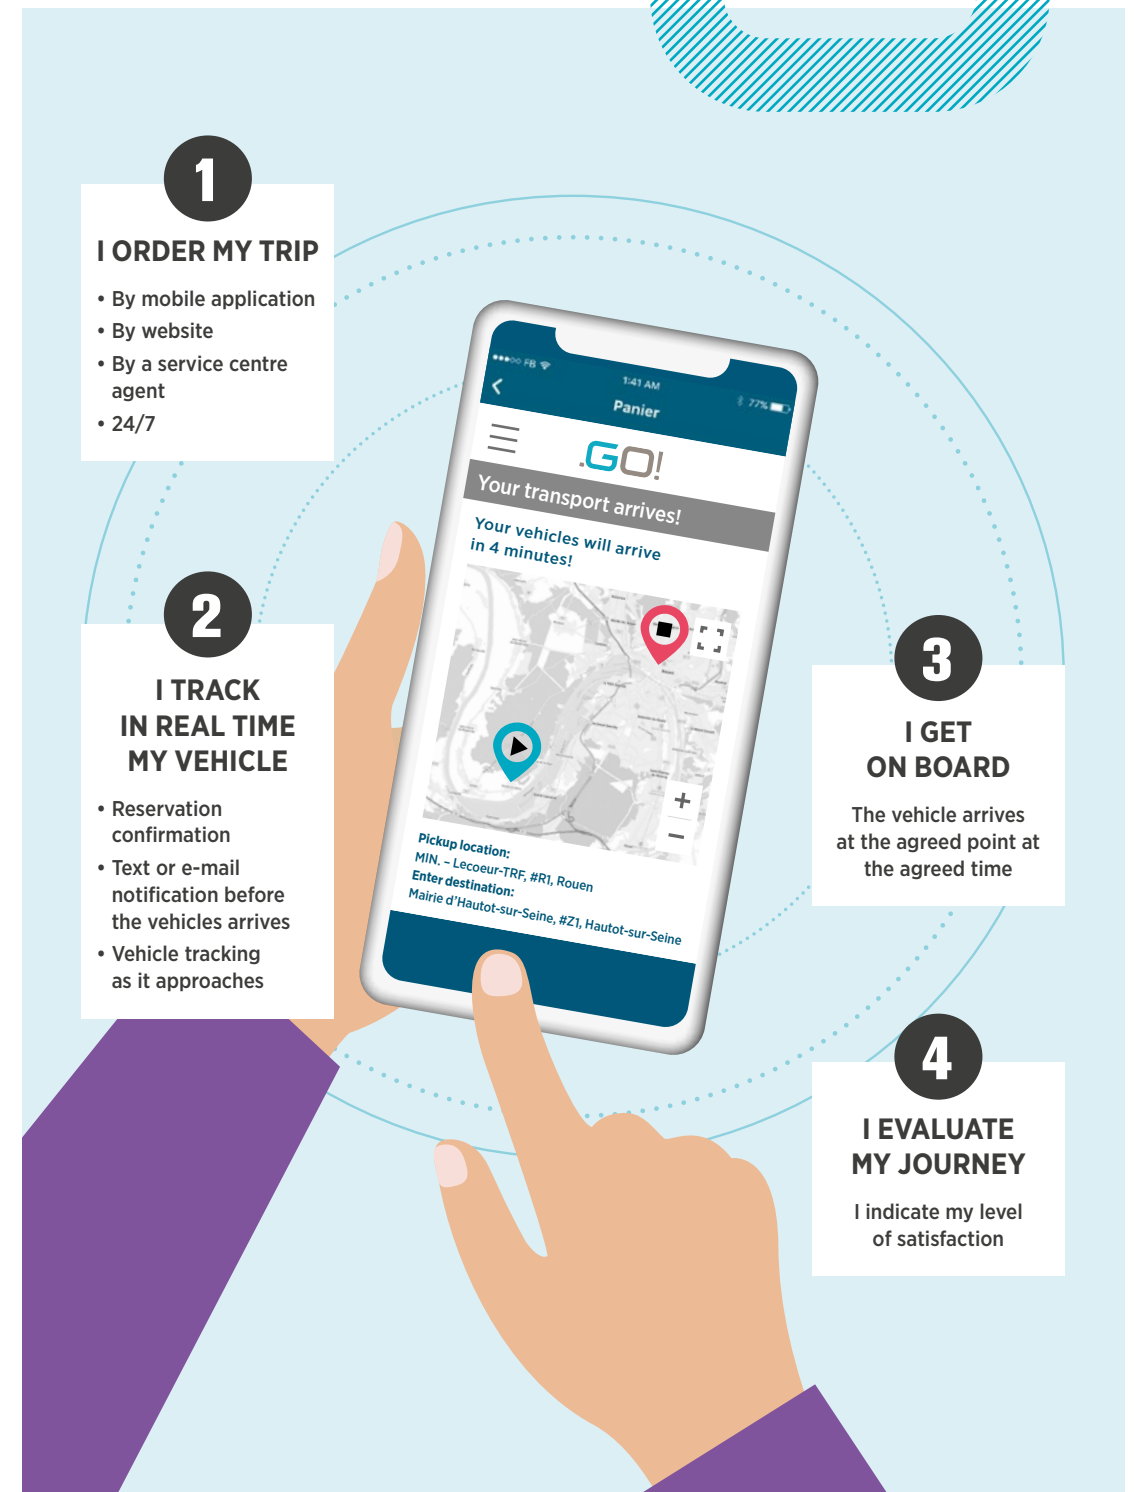 1
I ORDER MY TRIP
• By mobile application
• By website
• By a service centre
agent
• 24/7
2
I TRACK
IN REAL TIME
MY VEHICLE
• Reservation
confirmation
• Text or e-mail
notification before
the vehicles arrives
• Vehicle tracking
as it approaches
FB
1:41 AM
77%
Panier
.GO!
Your transport arrives!
Your vehicles will arrive
in 4 minutes!
+
−
Pickup location:
MIN. – Lecoeur-TRF, #R1, Rouen
Enter destination:
Mairie d'Hautot-sur-Seine, #Z1, Hautot-sur-Seine
3
I GET
ON BOARD
The vehicle arrives
at the agreed point at
the agreed time
4
I EVALUATE
MY JOURNEY
I indicate my level
of satisfaction